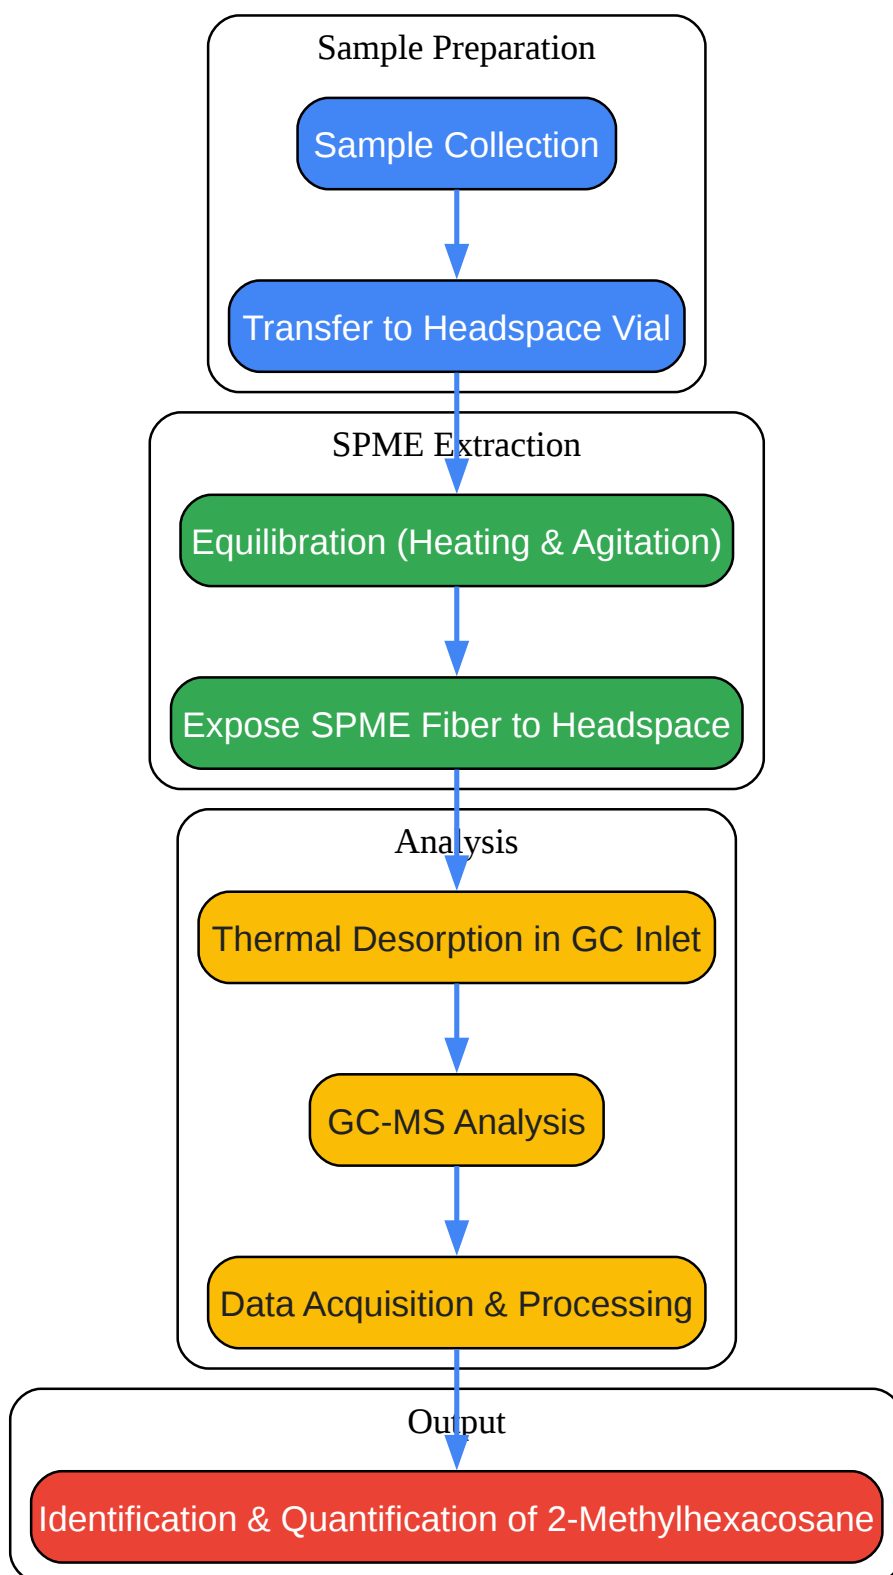 Sample Preparation
Sample Collection
Transfer to Headspace Vial
SPME Extraction
Equilibration (Heating & Agitation)
Expose SPME Fiber to Headspace
Analysis
Thermal Desorption in GC Inlet
GC-MS Analysis
Data Acquisition & Processing
Output
Identification & Quantification of 2-Methylhexacosane